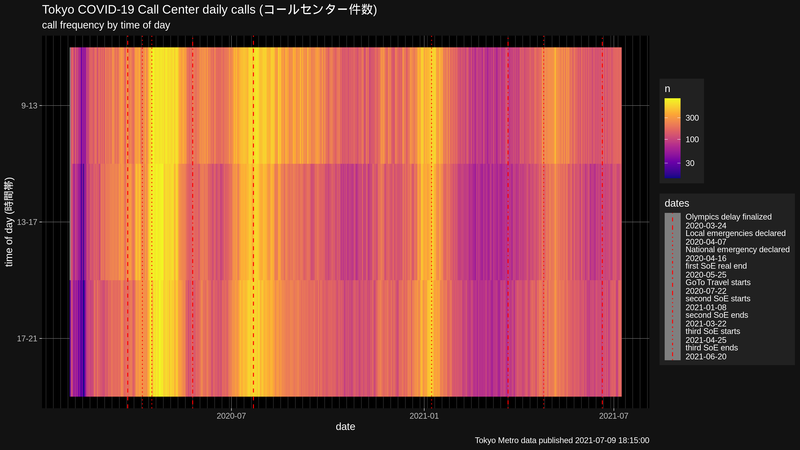 Tokyo COVID-19 Call Center daily calls (コールセンター件数)
call frequency by time of day
time of day (時間帯)
9-13
13-17
17-21
2020-07
2021-01
2021-07
date
n
300
100
30
dates
Olympics delay finalized
2020-03-24
Local emergencies declared
2020-04-07
National emergency declared
2020-04-16
first SoE real end
2020-05-25
GoTo Travel starts
2020-07-22
second SoE starts
2021-01-08
second SoE ends
2021-03-22
third SoE starts
2021-04-25
third SoE ends
2021-06-20
Tokyo Metro data published 2021-07-09 18:15:00